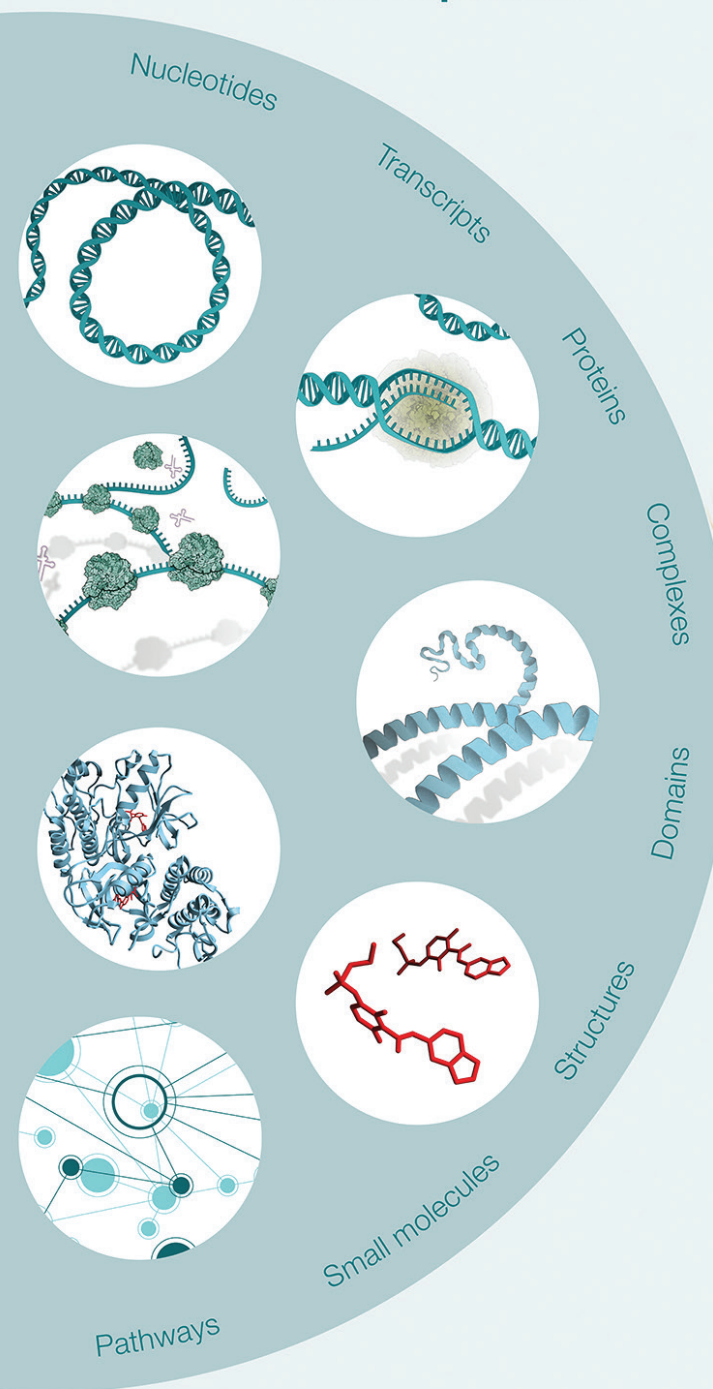 Nucleotides
Transcripts
Proteins
Complexes
Domains
Structures
Small molecules
Pathways